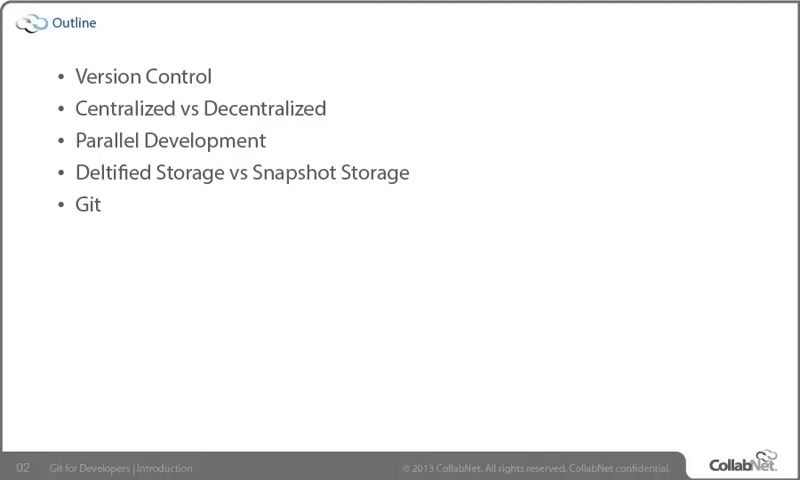 Outline
• Version Control
• Centralized vs Decentralized
• Parallel Development
• Deltified Storage vs Snapshot Storage
• Git
02 Git for Developers | Introduction © 2013 CollabNet. All rights reserved. CollabNet confidential. CollabNet.